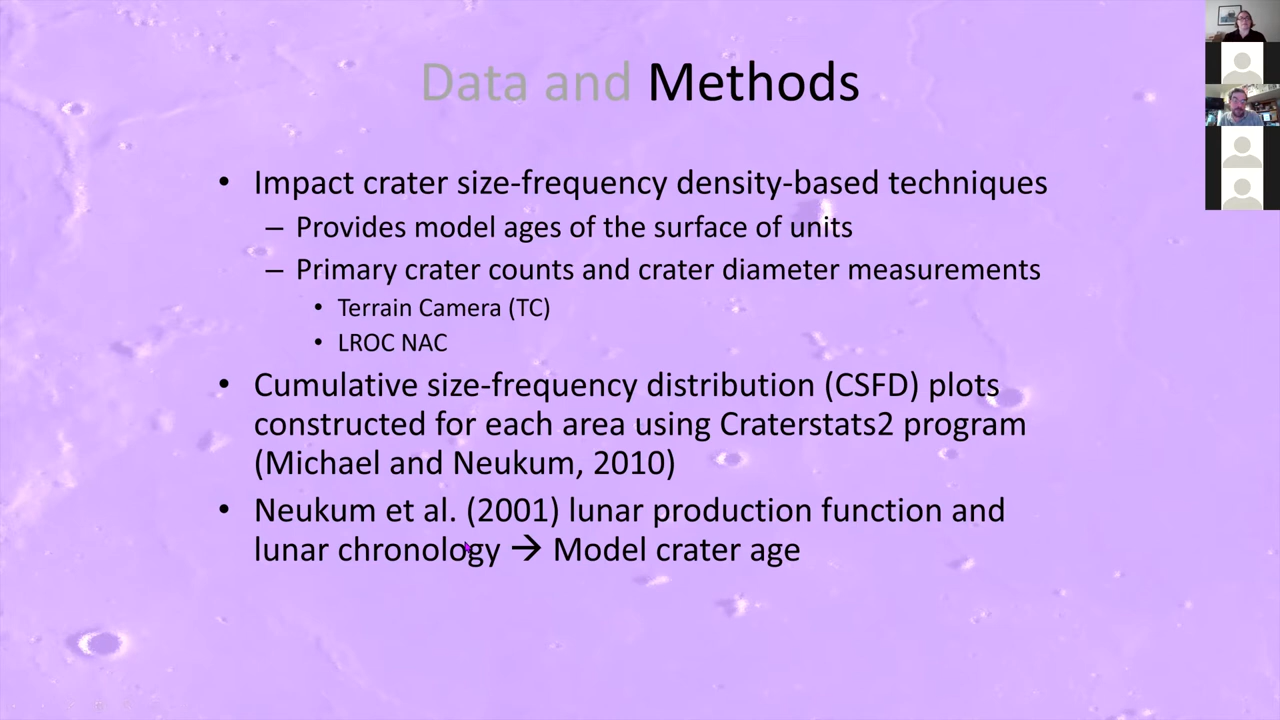 Data and Methods
• Impact crater size-frequency density-based techniques
– Provides model ages of the surface of units
– Primary crater counts and crater diameter measurements
• Terrain Camera (TC)
• LROC NAC
• Cumulative size-frequency distribution (CSFD) plots
constructed for each area using Craterstats2 program
(Michael and Neukum, 2010)
• Neukum et al. (2001) lunar production function and
lunar chronology → Model crater age